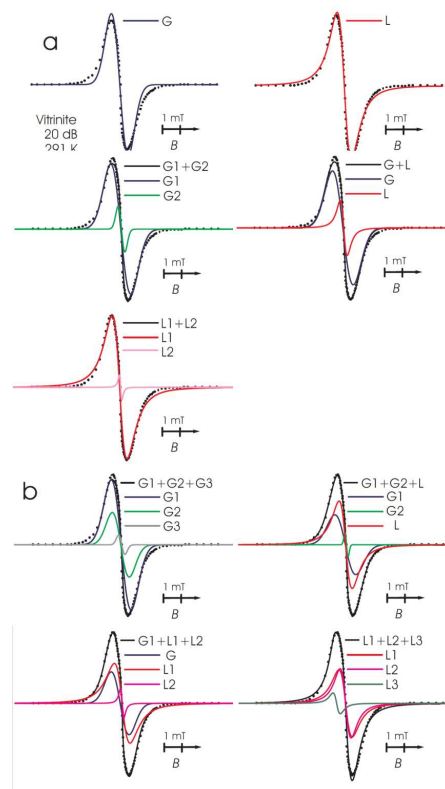 a
G
L
Vitrinite
20 dB
291 K
1 mT
B
1 mT
B
G1+G2
G1
G2
G+L
G
L
1 mT
B
1 mT
B
L1+L2
L1
L2
1 mT
B
b
G1+G2+G3
G1
G2
G3
G1+G2+L
G1
G2
L
1 mT
B
1 mT
B
G1+L1+L2
G
L1
L2
L1+L2+L3
L1
L2
L3
1 mT
B
1 mT
B